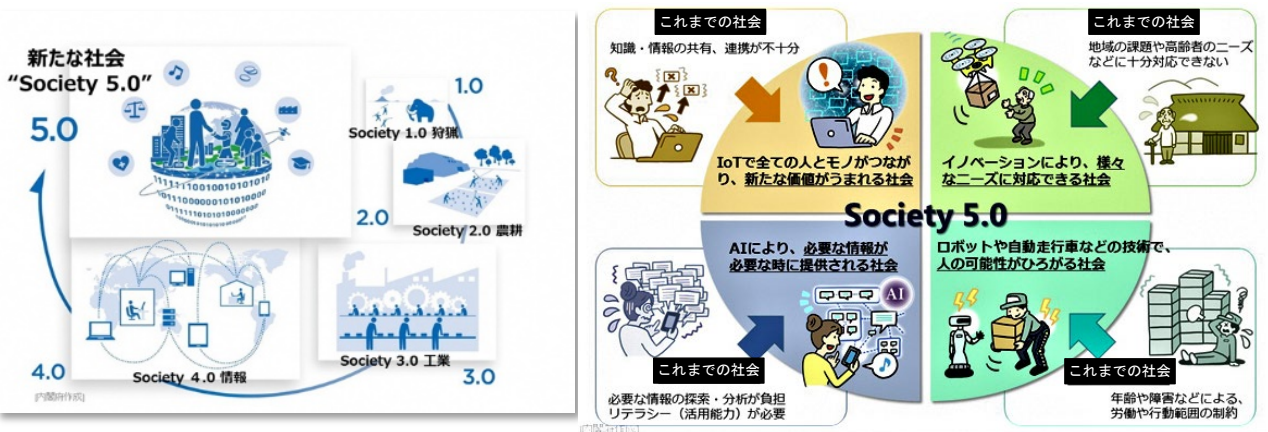 新たな社会
“Society 5.0”
5.0
1.0
Society 1.0 狩猟
2.0
Society 2.0 農耕
Society 3.0 工業
3.0
4.0
Society 4.0 情報
[内閣府作成]
これまでの社会
知識・情報の共有、連携が不十分
IoTで全ての人とモノがつなが
り、新たな価値がうまれる社会
これまでの社会
地域の課題や高齢者のニーズ
などに十分対応できない
イノベーションにより、様々
なニーズに対応できる社会
Society 5.0
AIにより、必要な情報が
必要な時に提供される社会
AI
これまでの社会
必要な情報の探索・分析が負担
リテラシー（活用能力）が必要
ロボットや自動走行車などの技術で、
人の可能性がひろがる社会
これまでの社会
年齢や障害などによる、
労働や行動範囲の制約